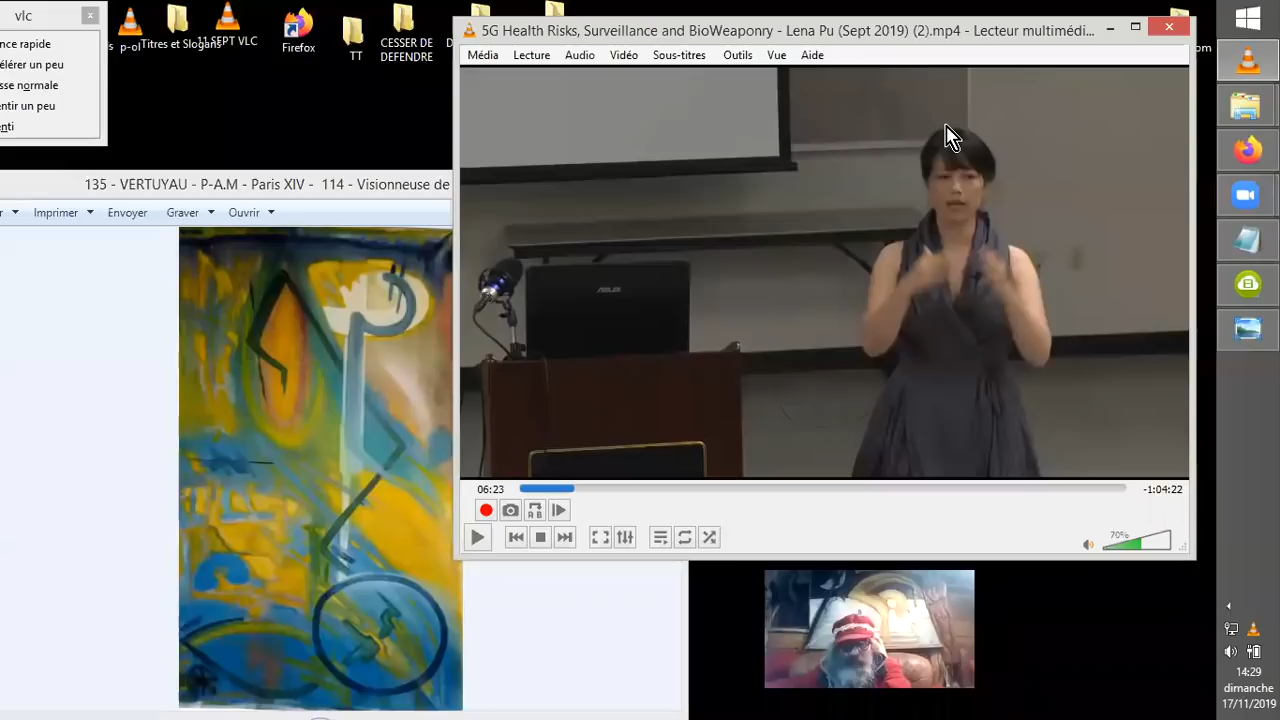 vlc
nce rapide
élérer un peu
sse normale
entir un peu
enti
p-ol
Titres et Slogans
11 SEPT VLC
Firefox
TT
CESSER DE
DEFENDRE
5G Health Risks, Surveillance and BioWeaponry - Lena Pu (Sept 2019) (2).mp4 - Lecteur multimédi...
Média Lecture Audio Vidéo Sous-titres Outils Vue Aide
om
135 - VERTUYAU - P-A.M - Paris XIV - 114 - Visionneuse de
Imprimer Envoyer Graver Ouvrir
ASUS
06:23
-1:04:22
70%
14:29
dimanche
17/11/2019